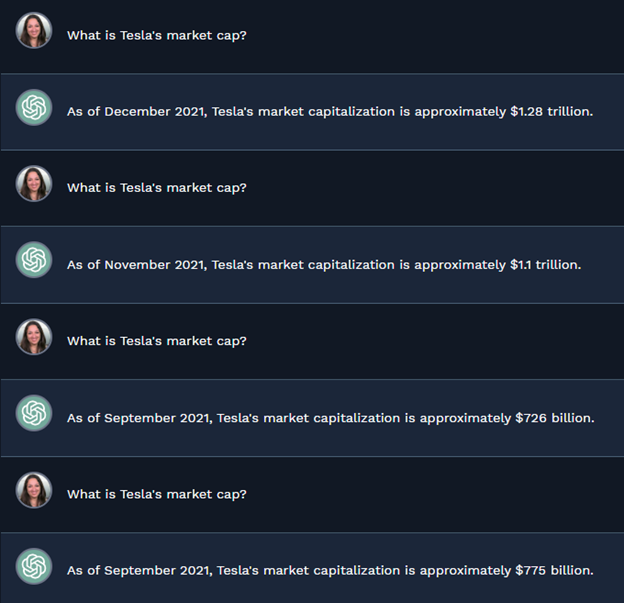 What is Tesla's market cap?
As of December 2021, Tesla's market capitalization is approximately $1.28 trillion.
What is Tesla's market cap?
As of November 2021, Tesla's market capitalization is approximately $1.1 trillion.
What is Tesla's market cap?
As of September 2021, Tesla's market capitalization is approximately $726 billion.
What is Tesla's market cap?
As of September 2021, Tesla's market capitalization is approximately $775 billion.